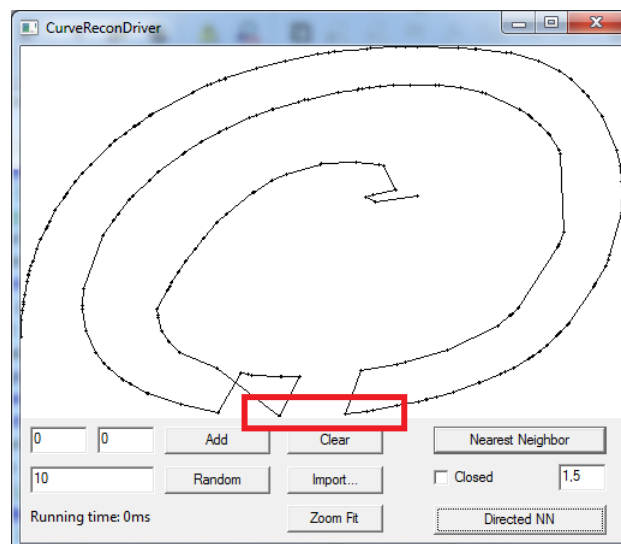 CurveReconDriver
0 0 Add Clear Nearest Neighbor
10 Random Import... Closed 1,5
Running time: 0ms Zoom Fit Directed NN